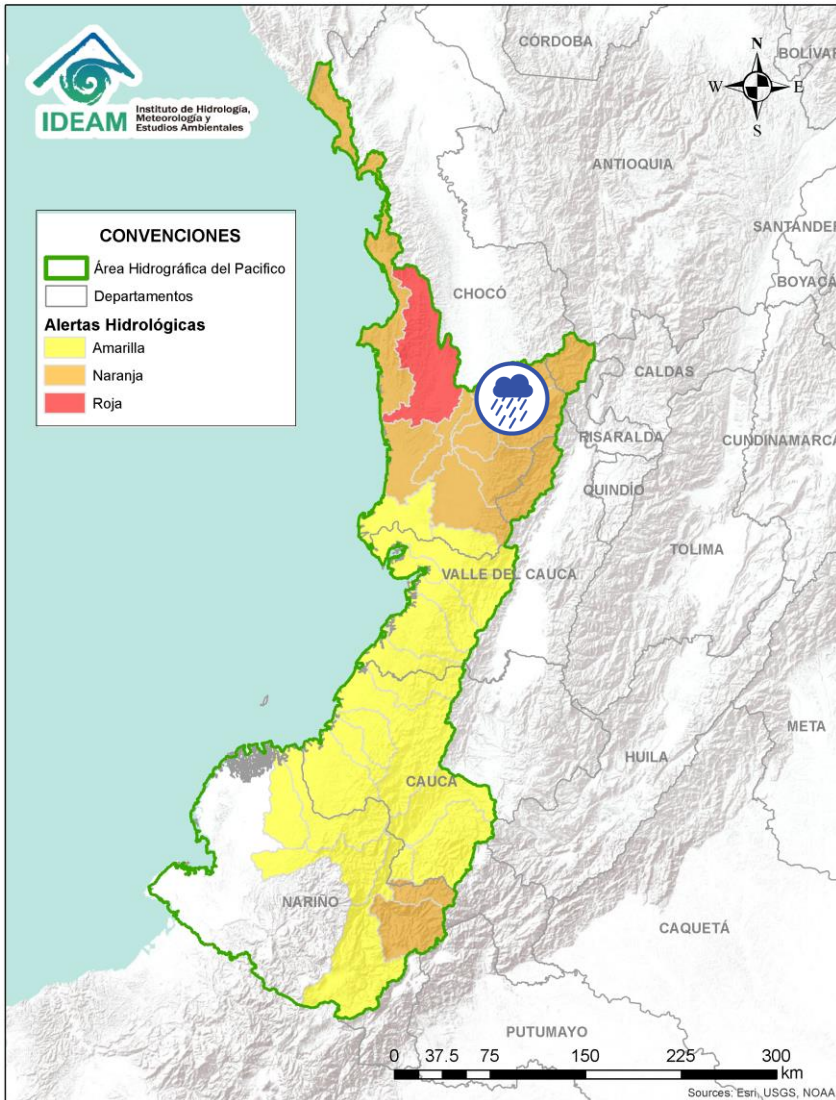 IDEAM
Instituto de Hidrología,
Meteorología y
Estudios Ambientales
CÓRDOBA
BOLÍVAR
N
W
E
S
ANTIOQUIA
SANTANDER
BOYACÁ
CONVENCIONES
Área Hidrográfica del Pacifico
Departamentos
Alertas Hidrológicas
Amarilla
Naranja
Roja
CHOCÓ
CALDAS
RISARALDA
CUNDINAMARCA
QUINDÍO
TOLIMA
VALLE DEL CAUCA
META
HUILA
CAUCA
NARIÑO
CAQUETÁ
PUTUMAYO
0 37.5 75 150 225 300
km
Sources: Esri, USGS, NOAA